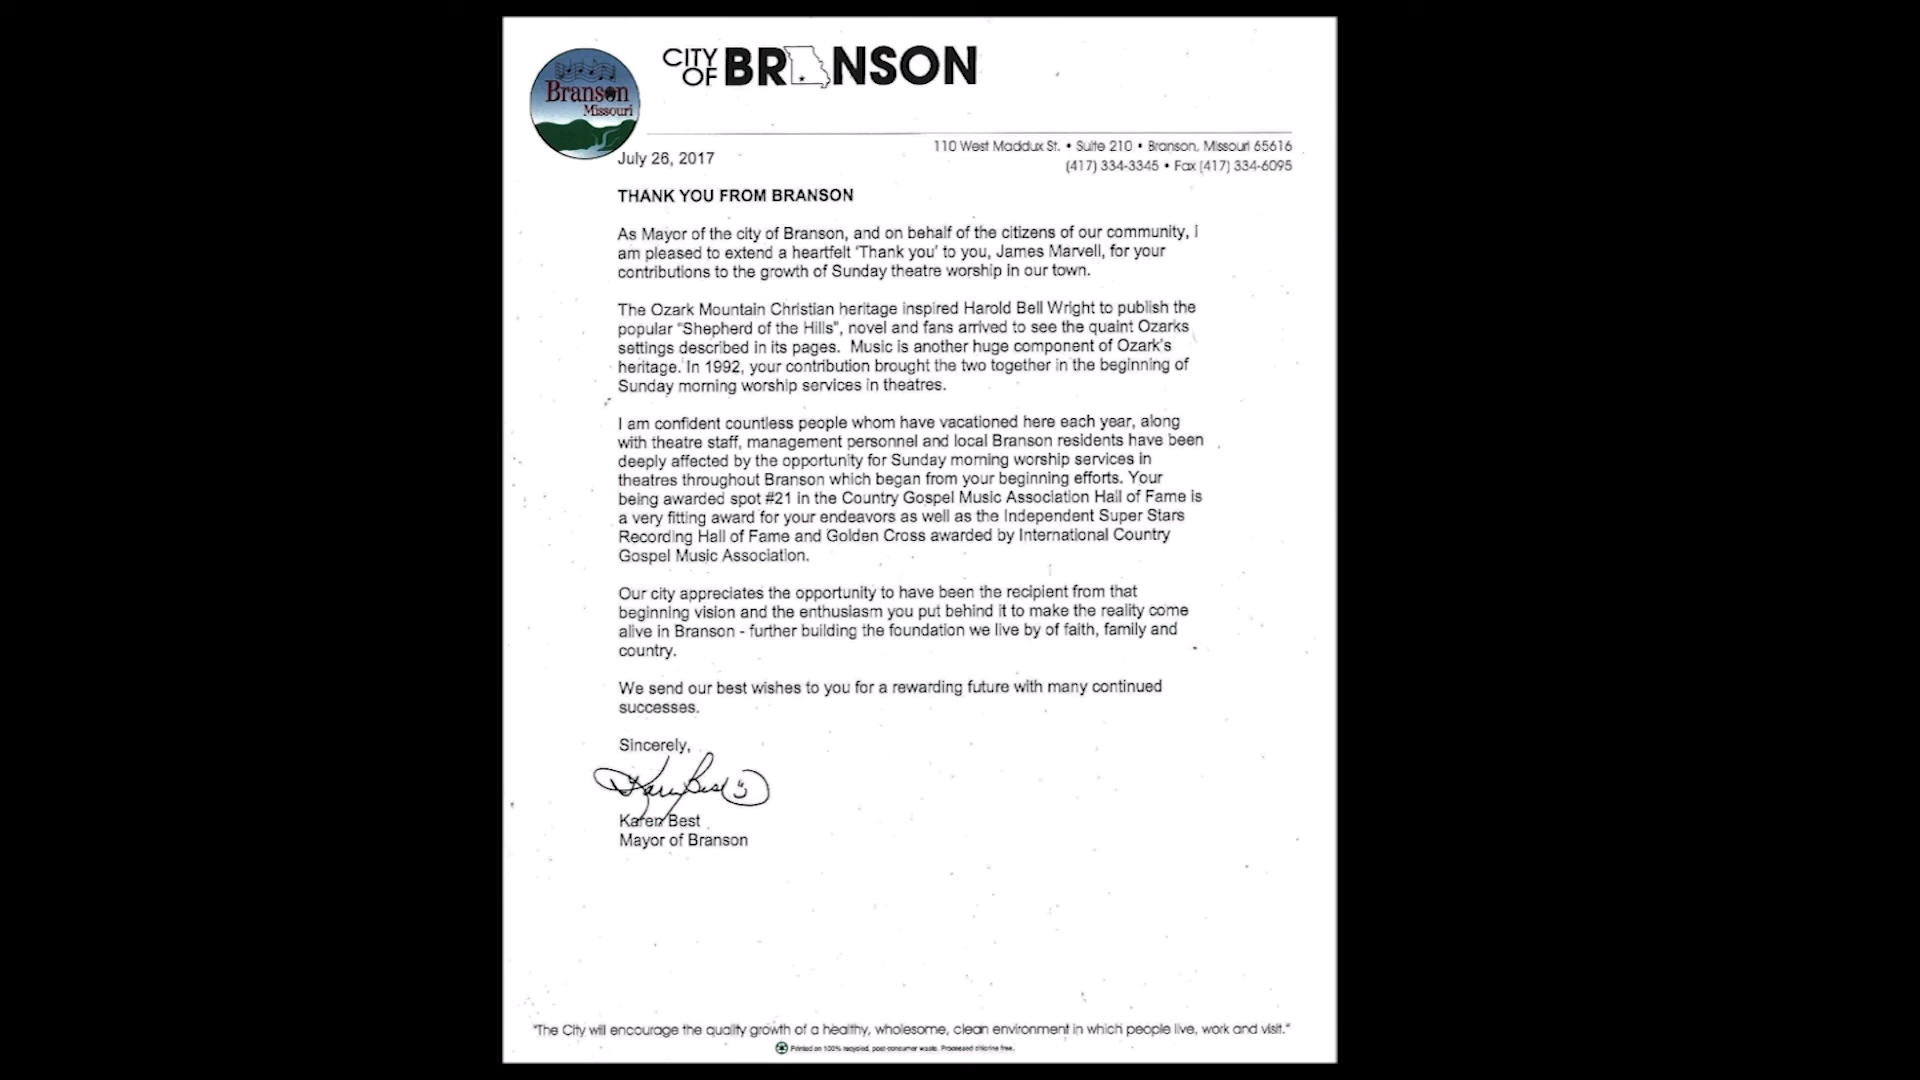 CITY OF BRANSON
Branson
Missouri
110 West Maddux St. • Suite 210 • Branson, Missouri 65616
(417) 334-3345 • Fax (417) 334-6095
July 26, 2017
THANK YOU FROM BRANSON
As Mayor of the city of Branson, and on behalf of the citizens of our community, I
am pleased to extend a heartfelt 'Thank you' to you, James Marvell, for your
contributions to the growth of Sunday theatre worship in our town.
The Ozark Mountain Christian heritage inspired Harold Bell Wright to publish the
popular "Shepherd of the Hills", novel and fans arrived to see the quaint Ozarks
settings described in its pages. Music is another huge component of Ozark's
heritage. In 1992, your contribution brought the two together in the beginning of
Sunday morning worship services in theatres.
I am confident countless people whom have vacationed here each year, along
with theatre staff, management personnel and local Branson residents have been
deeply affected by the opportunity for Sunday morning worship services in
theatres throughout Branson which began from your beginning efforts. Your
being awarded spot #21 in the Country Gospel Music Association Hall of Fame is
a very fitting award for your endeavors as well as the Independent Super Stars
Recording Hall of Fame and Golden Cross awarded by International Country
Gospel Music Association.
Our city appreciates the opportunity to have been the recipient from that
beginning vision and the enthusiasm you put behind it to make the reality come
alive in Branson - further building the foundation we live by of faith, family and
country.
We send our best wishes to you for a rewarding future with many continued
successes.
Sincerely,
Karen Best
Karen Best
Mayor of Branson
"The City will encourage the quality growth of a healthy, wholesome, clean environment in which people live, work and visit."
Printed on 100% recycled, post-consumer waste. Processed chlorine free.